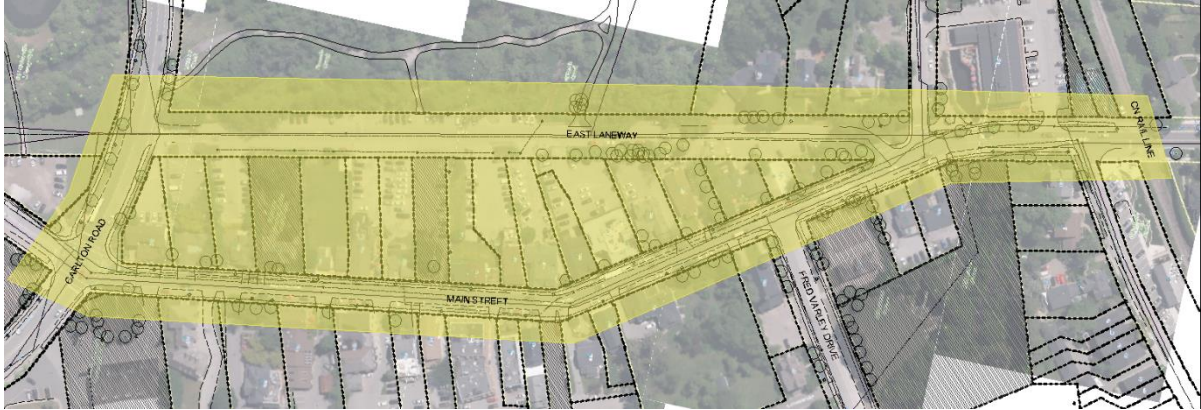 EAST LANEWAY
CN RAIL LINE
CARLTON ROAD
MAIN STREET
FRED VARLEY DRIVE